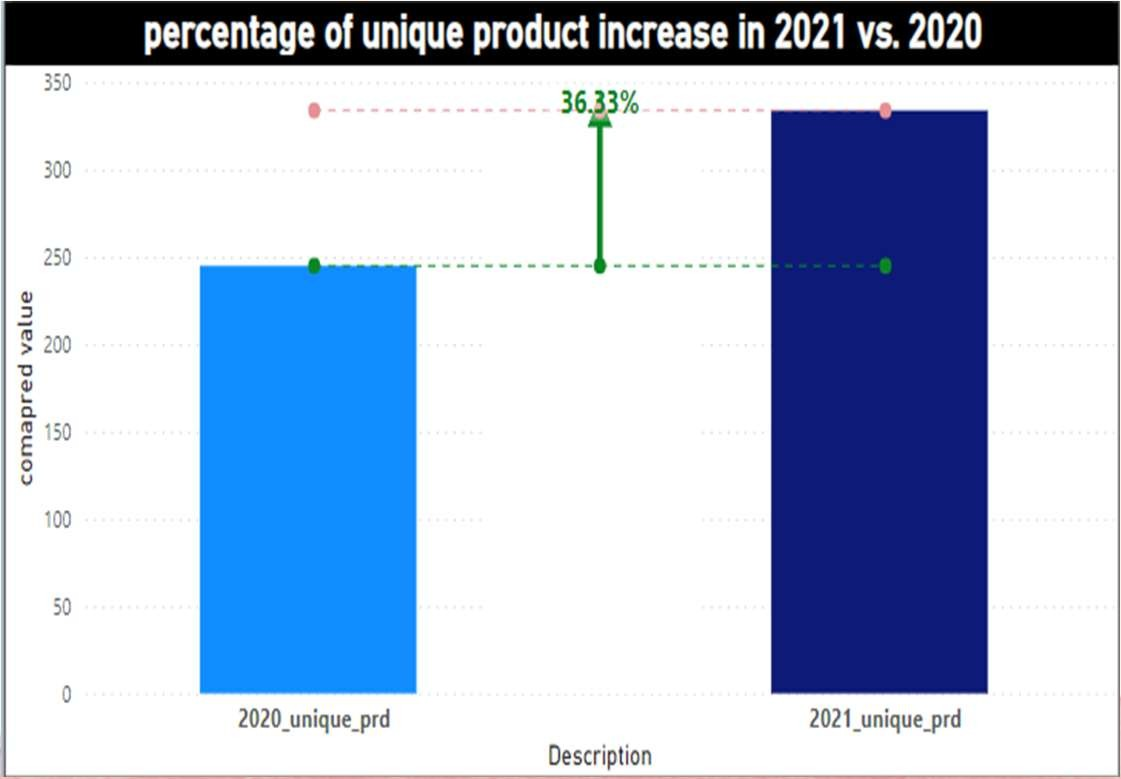 percentage of unique product increase in 2021 vs. 2020
350
36.33%
300
250
200
150
100
50
0
comapred value
2020_unique_prd
2021_unique_prd
Description